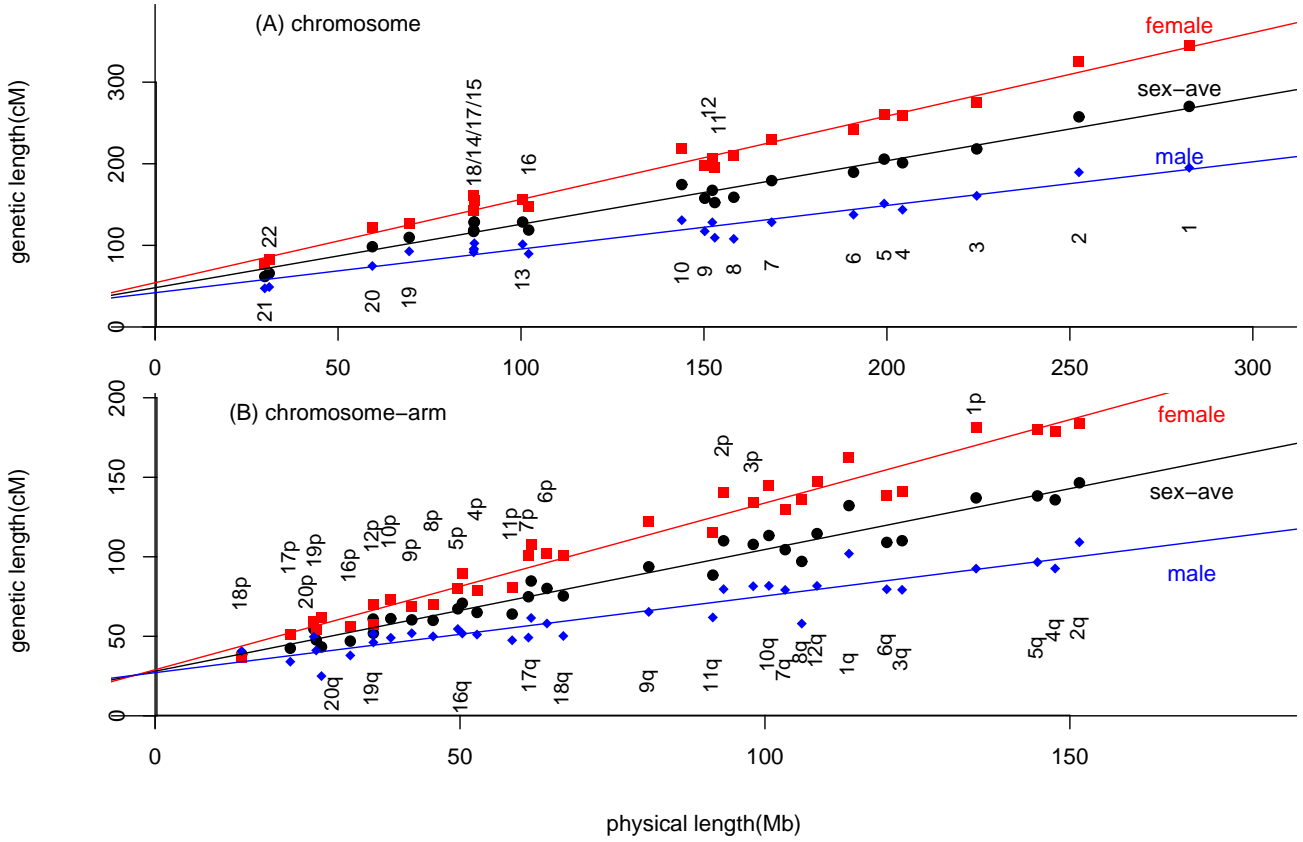 (A) chromosome
female
sex-ave
male
genetic length(cM)
0 100 200 300
21
22
20
19
18/14/17/15
16
13
10
9
11
12
8
7
6
5
4
3
2
1
0 50 100 150 200 250 300
(B) chromosome-arm
female
sex-ave
male
genetic length(cM)
0 50 100 150 200
18p
17p
20p
19p
20q
16p
12p
19q
10p
9p
8p
5p
16q
4p
11p
17p
17q
6p
18q
9q
11q
2p
3p
10q
7q
8q
12q
1q
6q
3q
1p
5q
4q
2q
0 50 100 150
physical length(Mb)